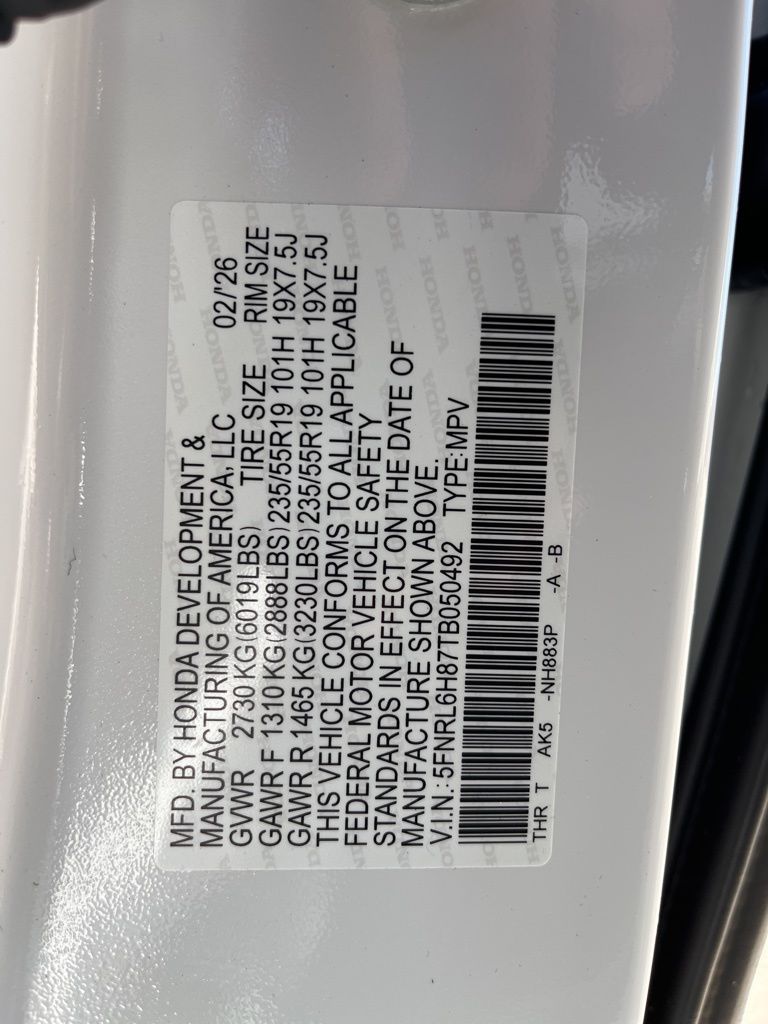 MFD. BY HONDA DEVELOPMENT &
MANUFACTURING OF AMERICA, LLC 02/'26
GVWR 2730 KG(6019LBS) TIRE SIZE RIM SIZE
GAWR F 1310 KG(2888LBS) 235/55R19 101H 19X7.5J
GAWR R 1465 KG(3230LBS) 235/55R19 101H 19X7.5J
THIS VEHICLE CONFORMS TO ALL APPLICABLE
FEDERAL MOTOR VEHICLE SAFETY
STANDARDS IN EFFECT ON THE DATE OF
MANUFACTURE SHOWN ABOVE.
V.I.N.: 5FNRL6H87TB050492 TYPE: MPV
THR T AK5 -NH883P -A -B